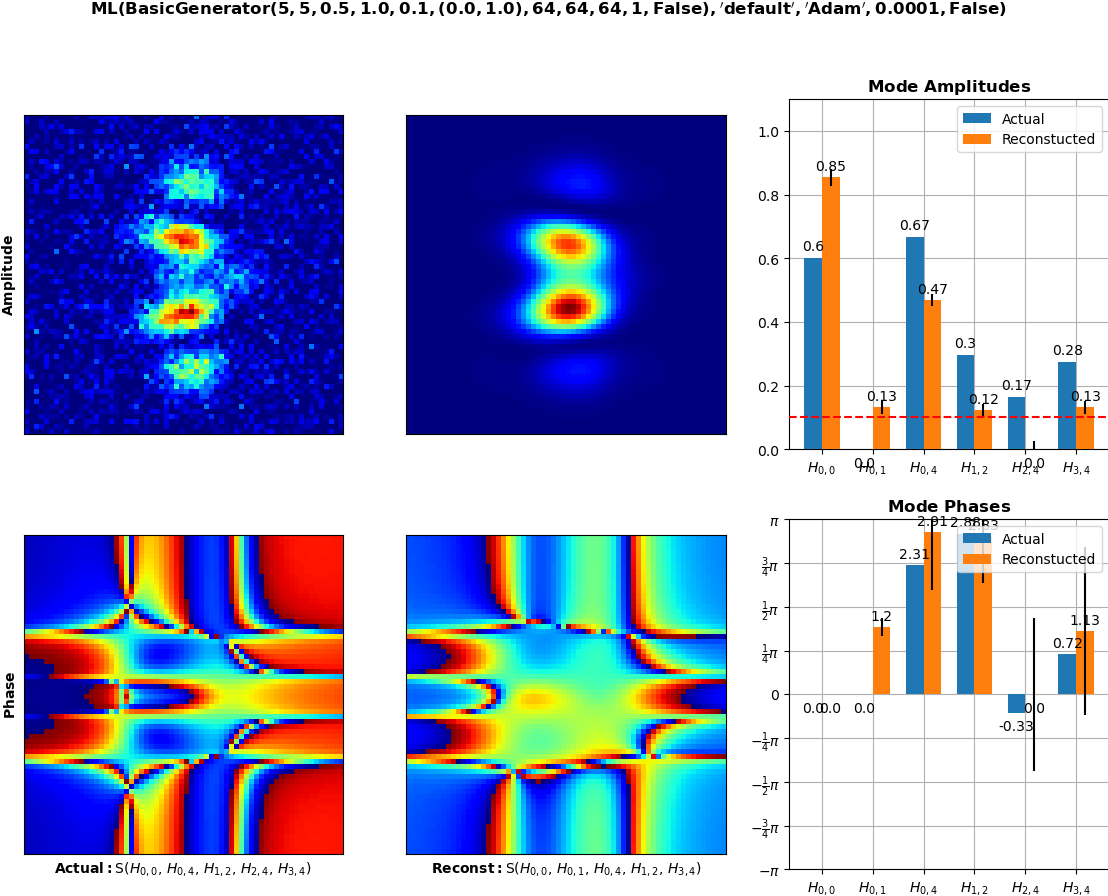 ML(BasicGenerator(5, 5, 0.5, 1.0, 0.1, (0.0, 1.0), 64, 64, 64, 1, False), ′default′, ′Adam′, 0.0001, False)
Amplitude
Mode Amplitudes
Actual
Reconstucted
1.0
0.8
0.6
0.4
0.2
0.0
0.6
0.85
0.0
0.13
0.67
0.47
0.3
0.12
0.17
0.0
0.28
0.13
H0,0 H0,1 H0,4 H1,2 H2,4 H3,4
Phase
Actual: S(H0,0, H0,4, H1,2, H2,4, H3,4)
Reconst: S(H0,0, H0,1, H0,4, H1,2, H3,4)
Mode Phases
Actual
Reconstucted
π
3/4π
1/2π
1/4π
0
−1/4π
−1/2π
−3/4π
−π
0.0
0.0
0.0
1.2
2.31
2.91
2.88
-0.33
0.0
0.72
1.13
H0,0 H0,1 H0,4 H1,2 H2,4 H3,4